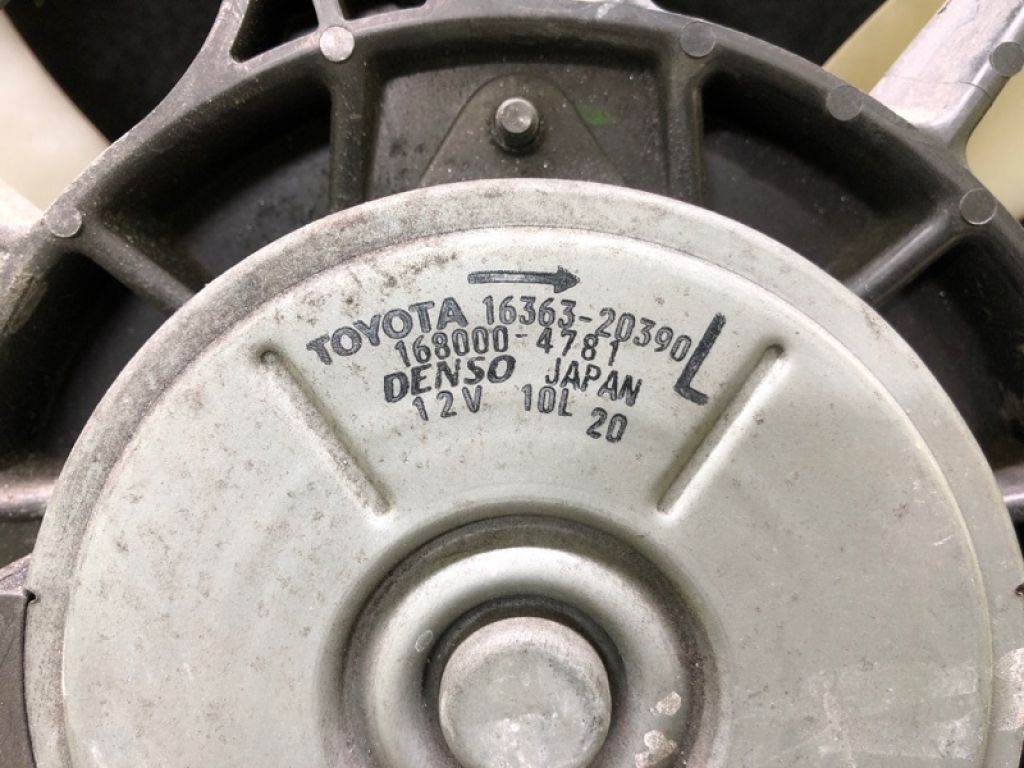 TOYOTA 16363-20390 L
168000-4781
DENSO JAPAN
12V 10L 20